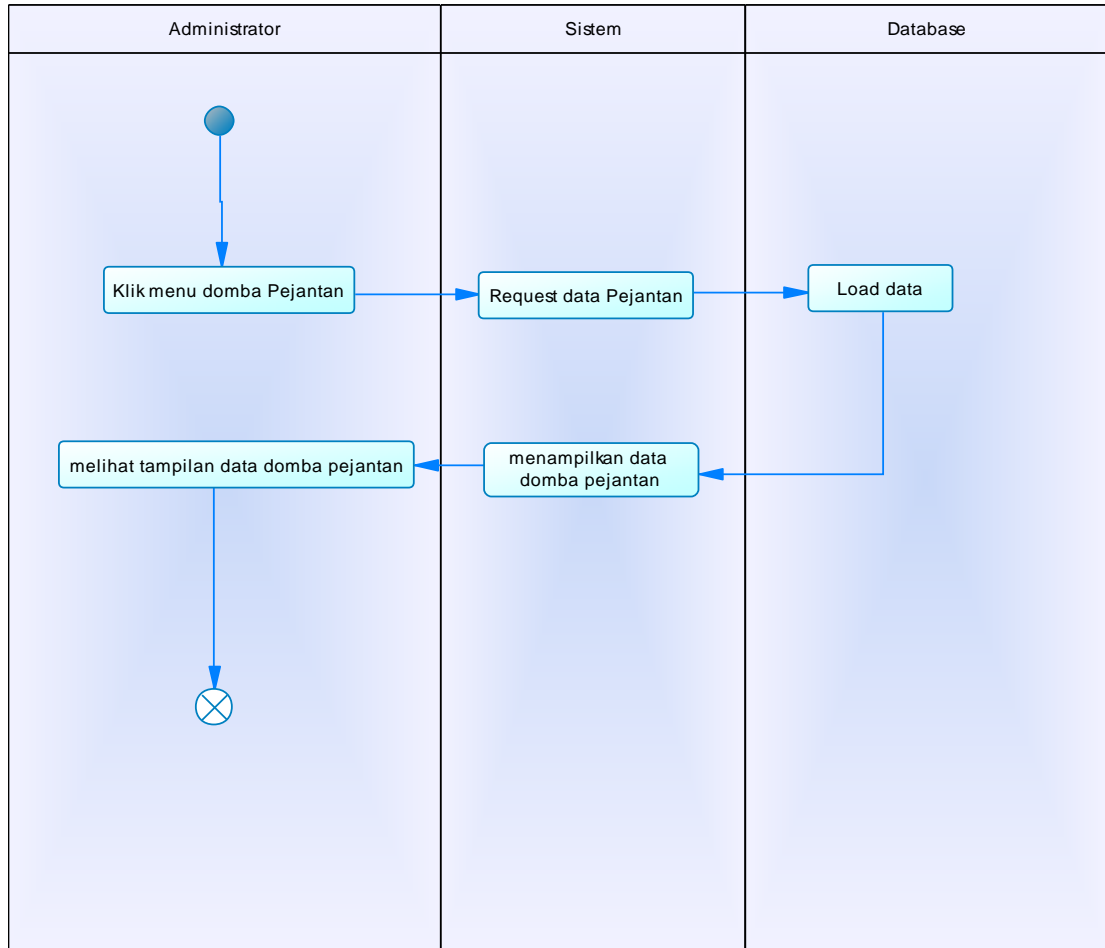 Administrator
Sistem
Database
Klik menu domba Pejantan
Request data Pejantan
Load data
melihat tampilan data domba pejantan
menampilkan data
domba pejantan